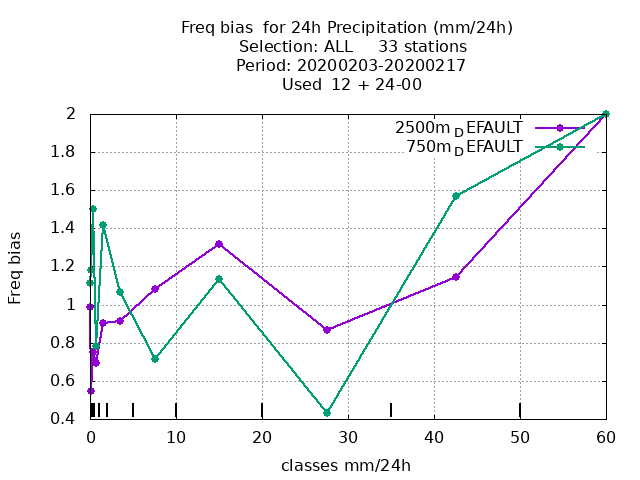 Freq bias  for 24h Precipitation (mm/24h)
Selection: ALL     33 stations
Period: 20200203-20200217
Used  12 + 24-00
2500m_DEFAULT
750m_DEFAULT
2
1.8
1.6
1.4
1.2
1
0.8
0.6
0.4
Freq bias
0 10 20 30 40 50 60
classes mm/24h